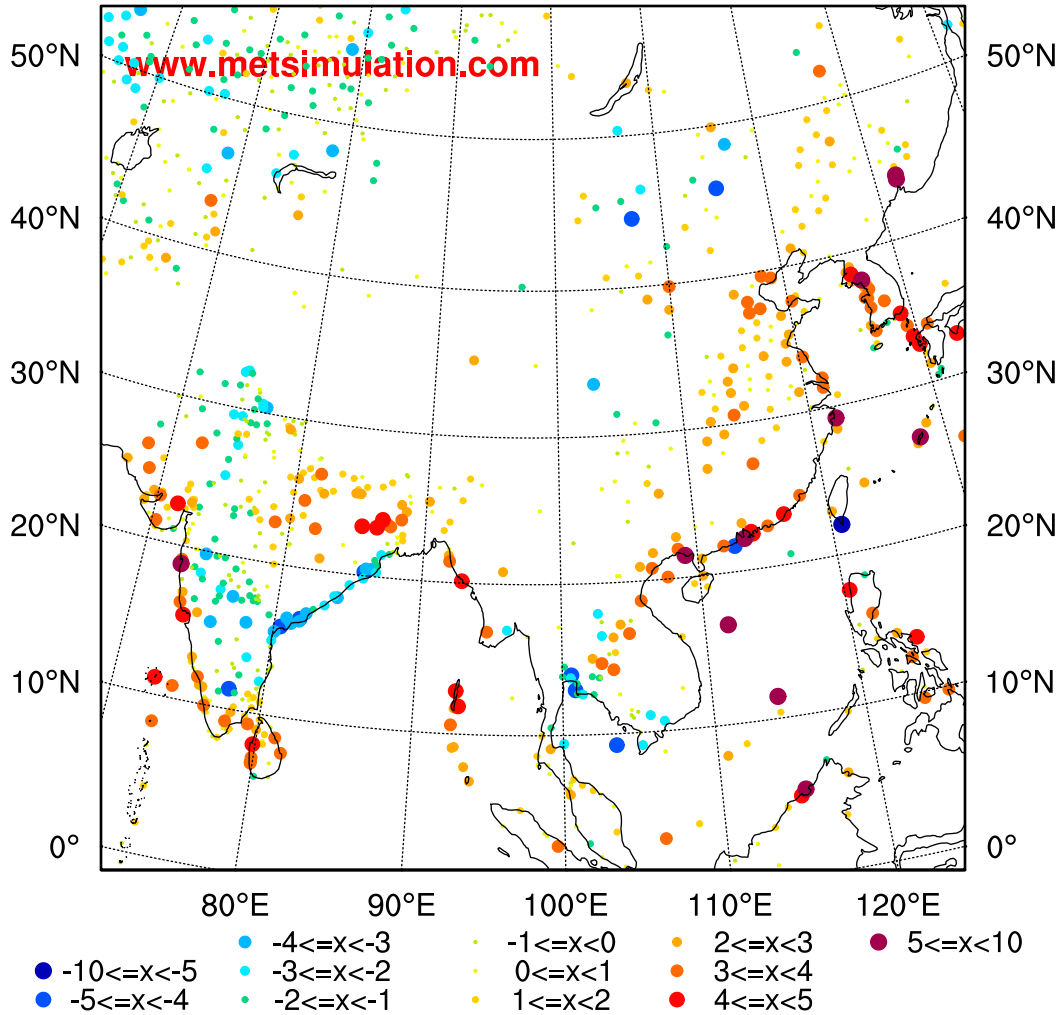 50°N 50°N
www.metsimulation.com
40°N 40°N
30°N 30°N
20°N 20°N
10°N 10°N
0° 0°
80°E 90°E 100°E 110°E 120°E
-4<=x<-3 -1<=x<0 2<=x<3 5<=x<10
-10<=x<-5 -3<=x<-2 0<=x<1 3<=x<4
-5<=x<-4 -2<=x<-1 1<=x<2 4<=x<5